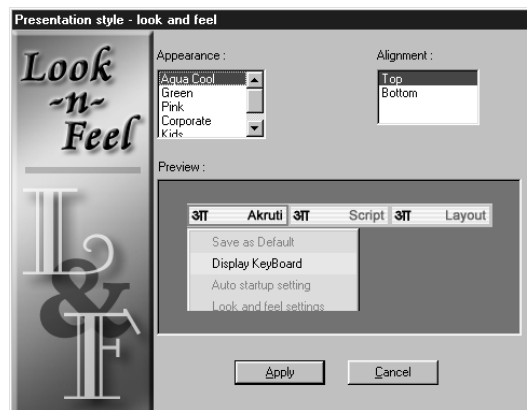 Presentation style - look and feel
Look
-n-
Feel
L
&
F
Appearance :
Aqua Cool
Green
Pink
Corporate
Kids
Alignment :
Top
Bottom
Preview :
आ Akruti आ Script आ Layout
Save as Default
Display KeyBoard
Auto startup setting
Look and feel settings
Apply Cancel